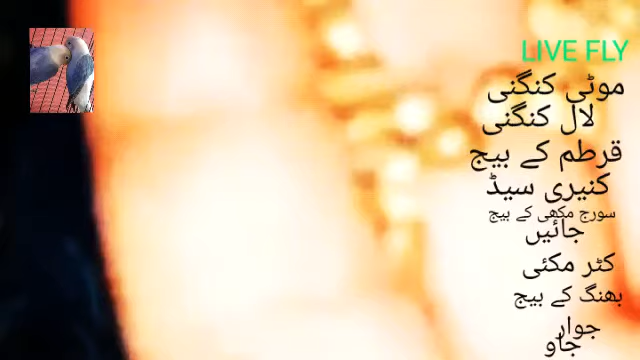 LIVE FLY
موٹی کنگنی
لال کنگنی
قرطم کے بیج
کنیری سیڈ
سورج مکھی کے بیج
جائیں
کٹر مکئی
بھنگ کے بیج
جوار
جاو